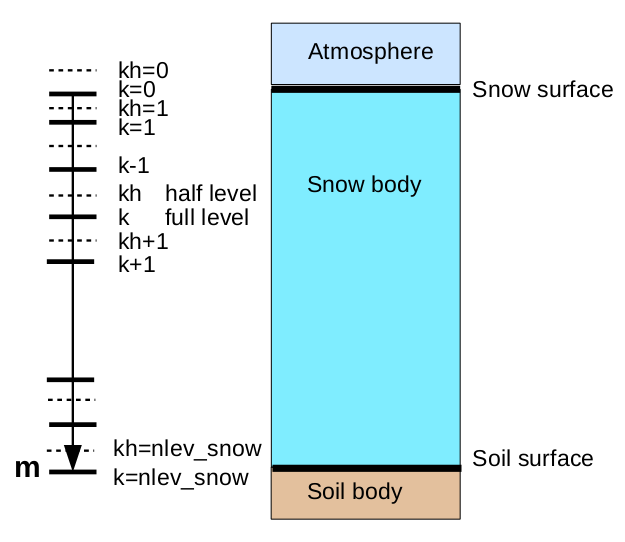 Atmosphere
kh=0
k=0
Snow surface
kh=1
k=1
k-1
Snow body
kh half level
k full level
kh+1
k+1
kh=nlev_snow
Soil surface
m
k=nlev_snow
Soil body